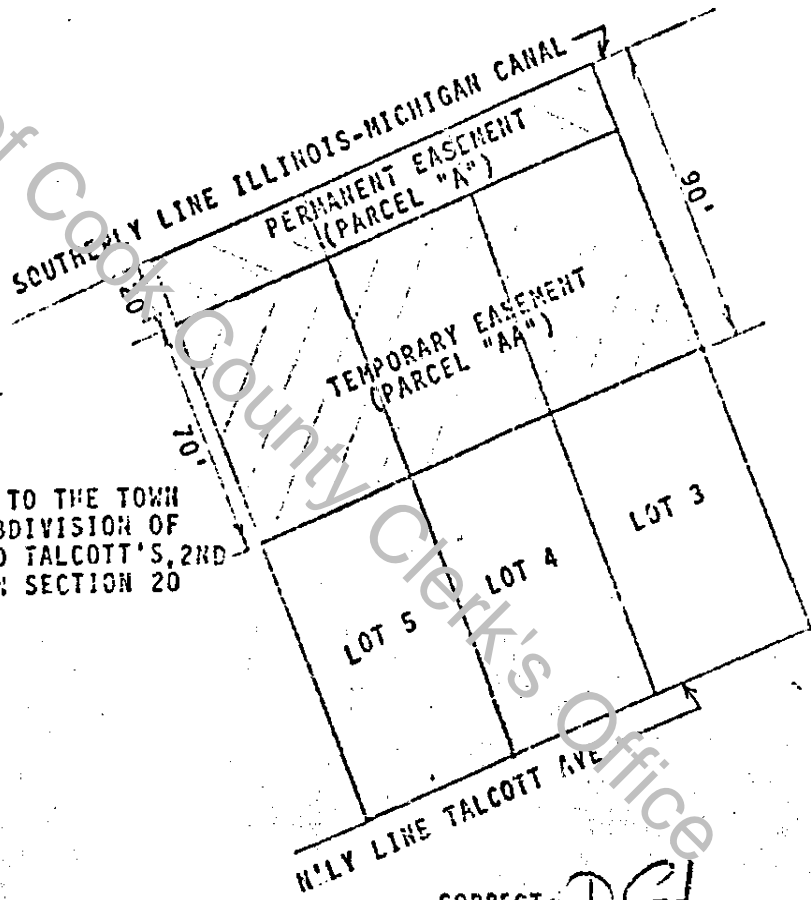 SOUTHERLY LINE ILLINOIS-MICHIGAN CANAL
PERMANENT EASEMENT
(PARCEL "A")
90'
20'
TEMPORARY EASEMENT
(PARCEL "AA")
70'
TO THE TOWN
BDIVISION OF
D TALCOTT'S, 2ND
N SECTION 20
LOT 3
LOT 4
LOT 5
N'LY LINE TALCOTT AVE
CORRECT
of Cook County Clerk's Office